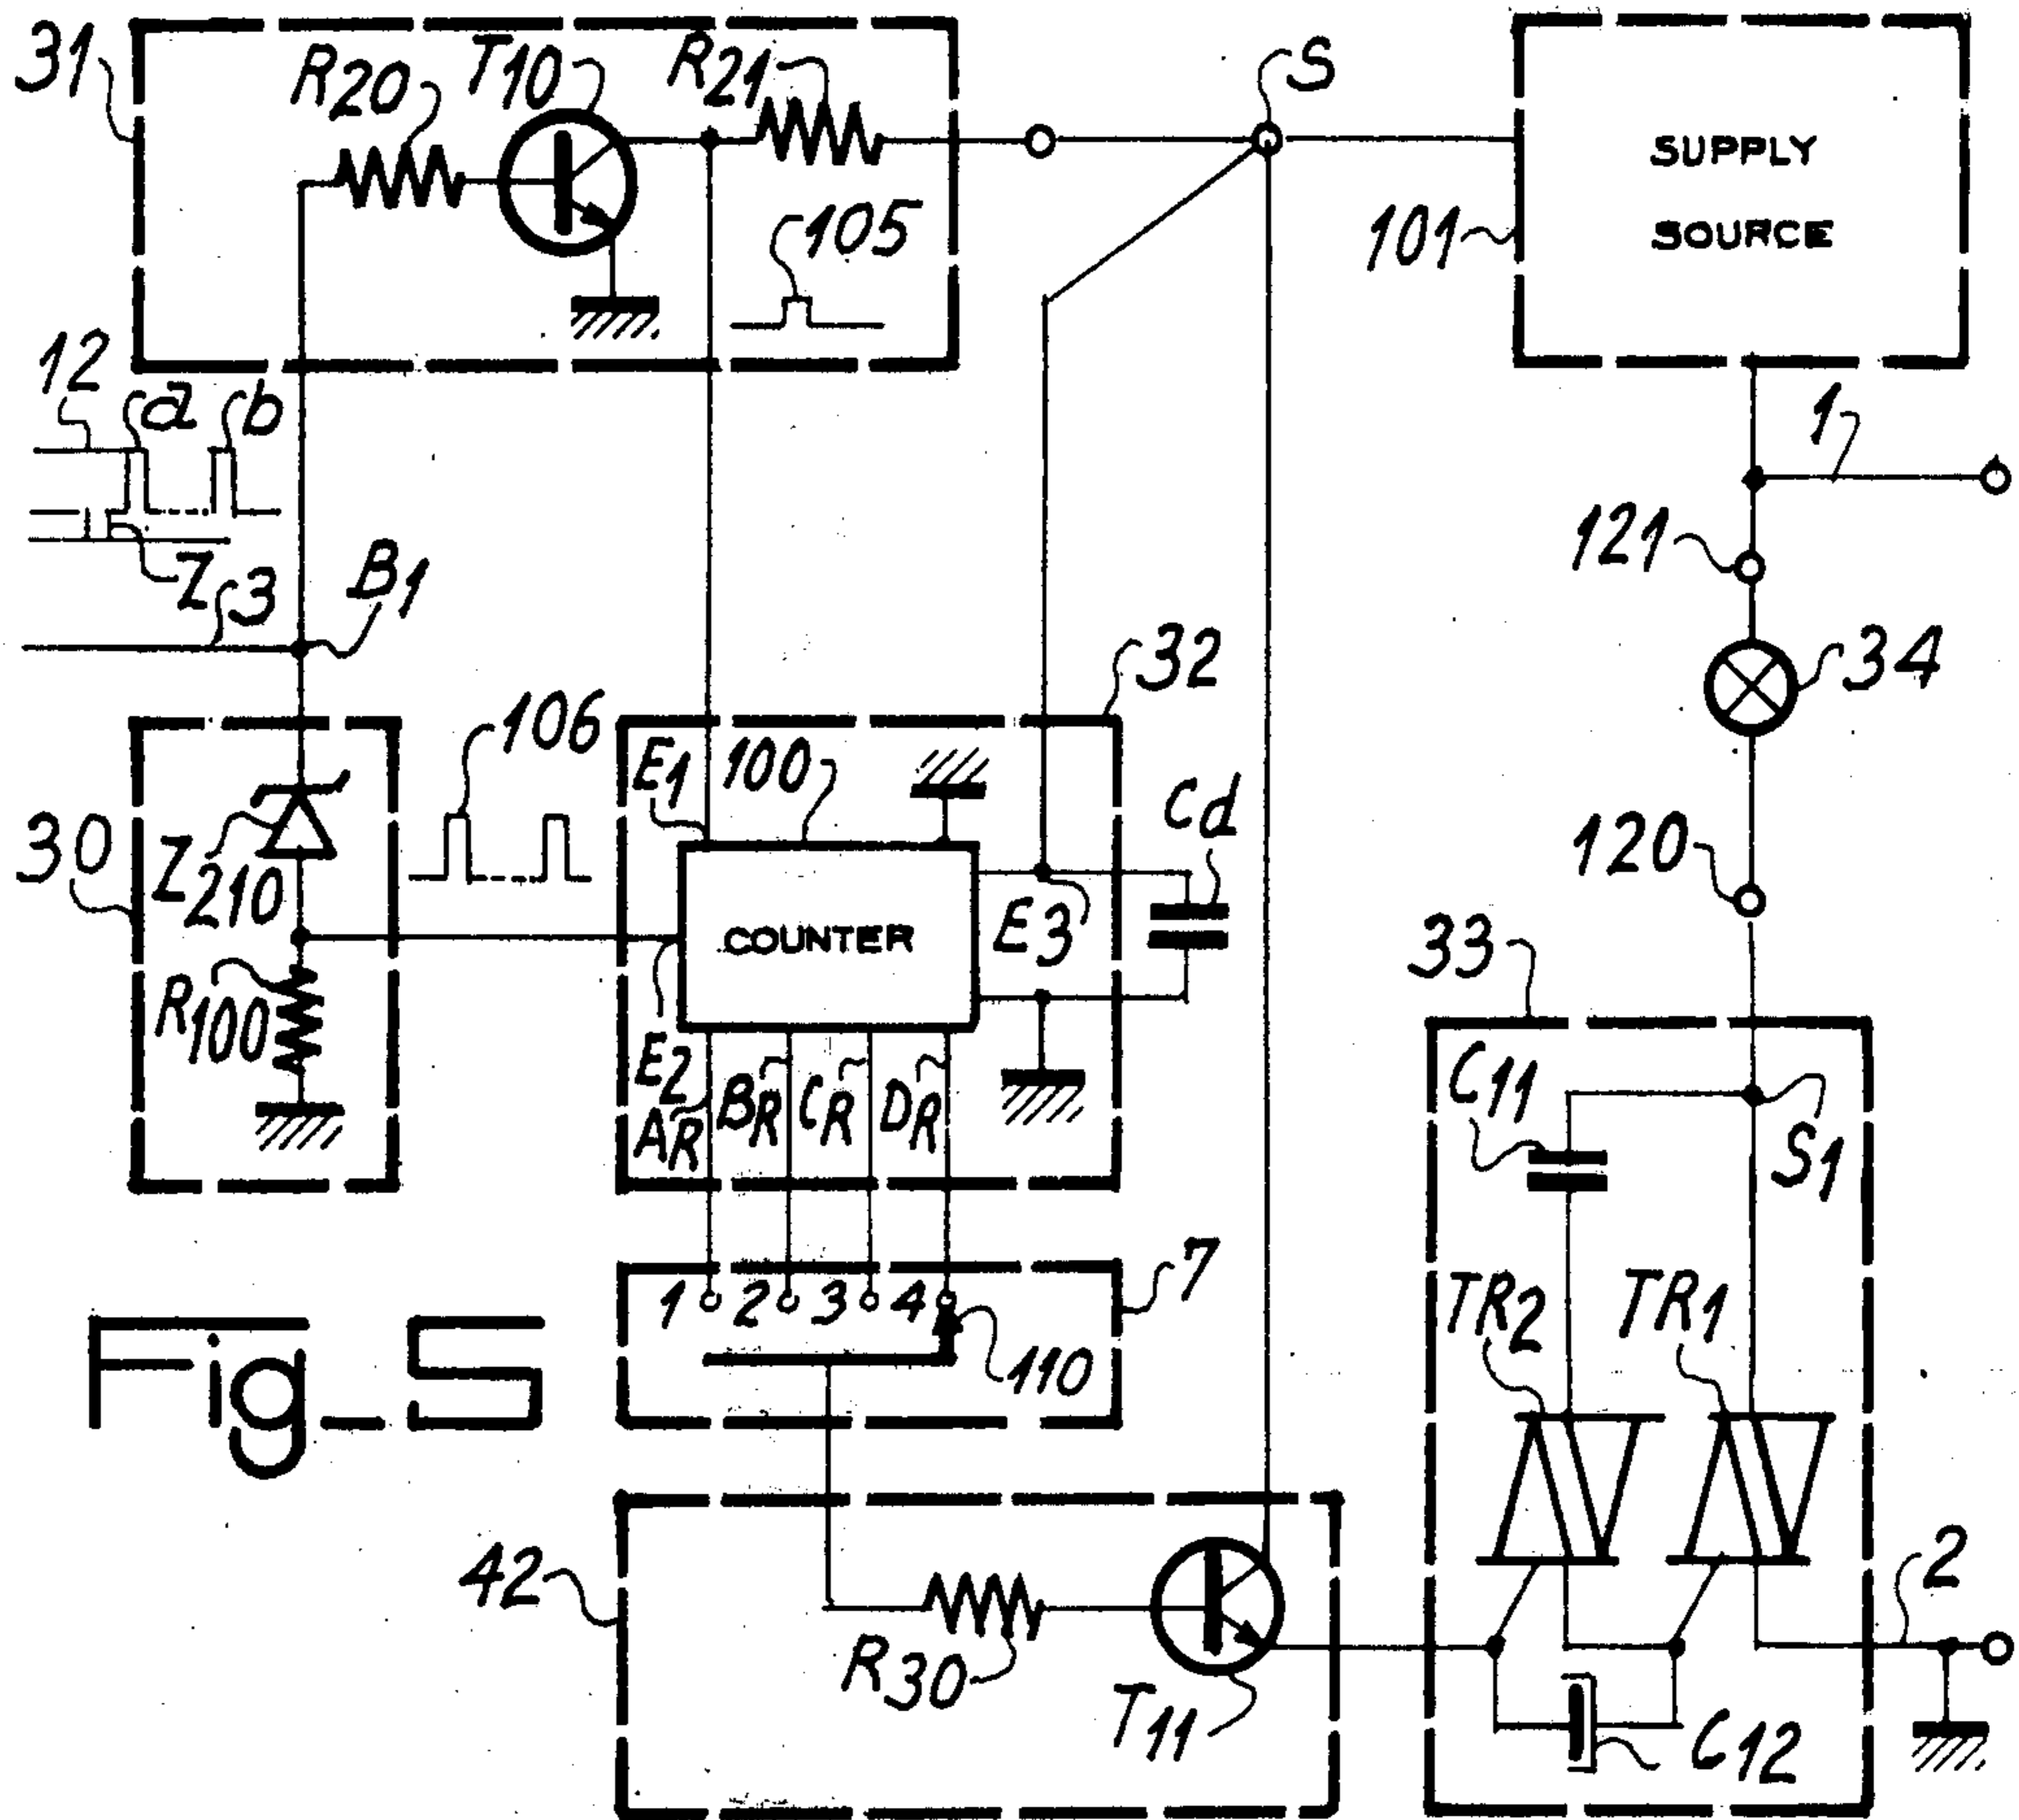 31
R20
T10
R21
S
SUPPLY
SOURCE
101
105
12
a
b
1
Z
3
B1
121
32
34
106
E1
100
Cd
30
Z210
120
COUNTER
E3
33
R100
E2
AR
BR
CR
DR
C11
S1
7
1
2
3
4
TR2
TR1
110
Fig_5
42
2
R30
T11
C12